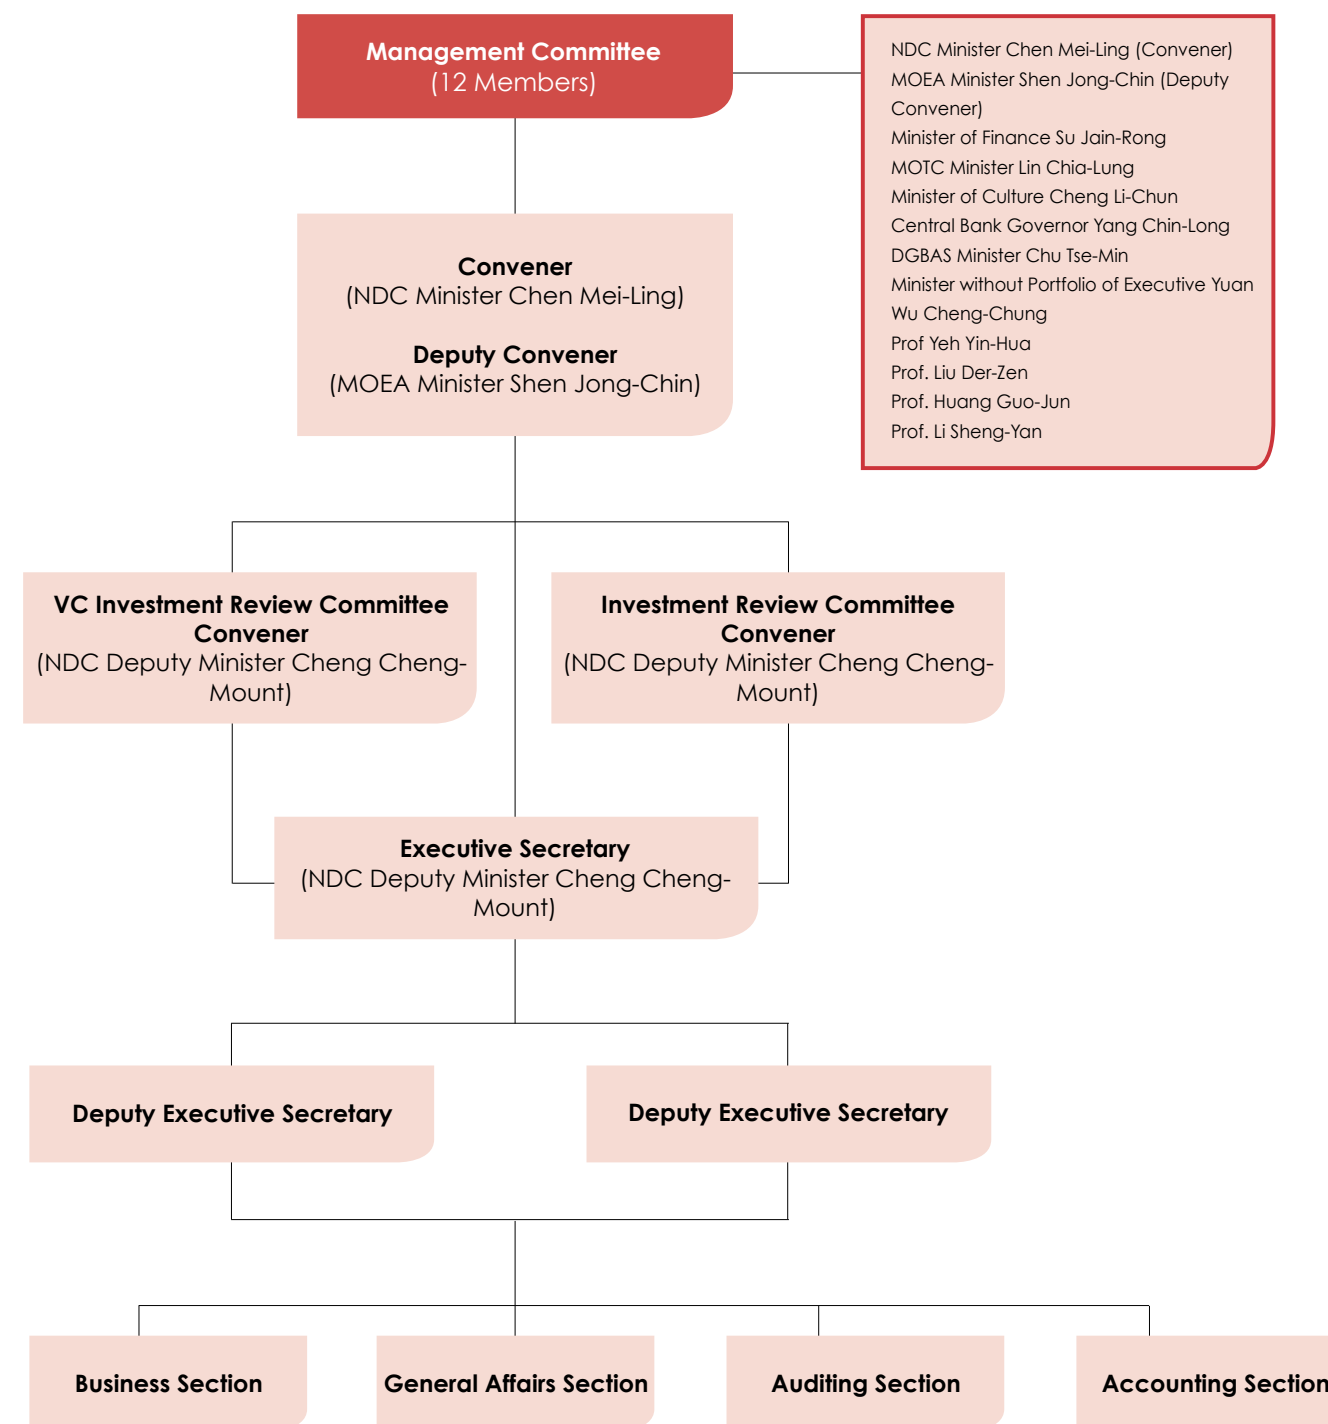 Management Committee
(12 Members)
NDC Minister Chen Mei-Ling (Convener)
MOEA Minister Shen Jong-Chin (Deputy
Convener)
Minister of Finance Su Jain-Rong
MOTC Minister Lin Chia-Lung
Minister of Culture Cheng Li-Chun
Central Bank Governor Yang Chin-Long
DGBAS Minister Chu Tse-Min
Minister without Portfolio of Executive Yuan
Wu Cheng-Chung
Prof Yeh Yin-Hua
Prof. Liu Der-Zen
Prof. Huang Guo-Jun
Prof. Li Sheng-Yan
Convener
(NDC Minister Chen Mei-Ling)
Deputy Convener
(MOEA Minister Shen Jong-Chin)
VC Investment Review Committee
Convener
(NDC Deputy Minister Cheng Cheng-
Mount)
Investment Review Committee
Convener
(NDC Deputy Minister Cheng Cheng-
Mount)
Executive Secretary
(NDC Deputy Minister Cheng Cheng-
Mount)
Deputy Executive Secretary
Deputy Executive Secretary
Business Section
General Affairs Section
Auditing Section
Accounting Section